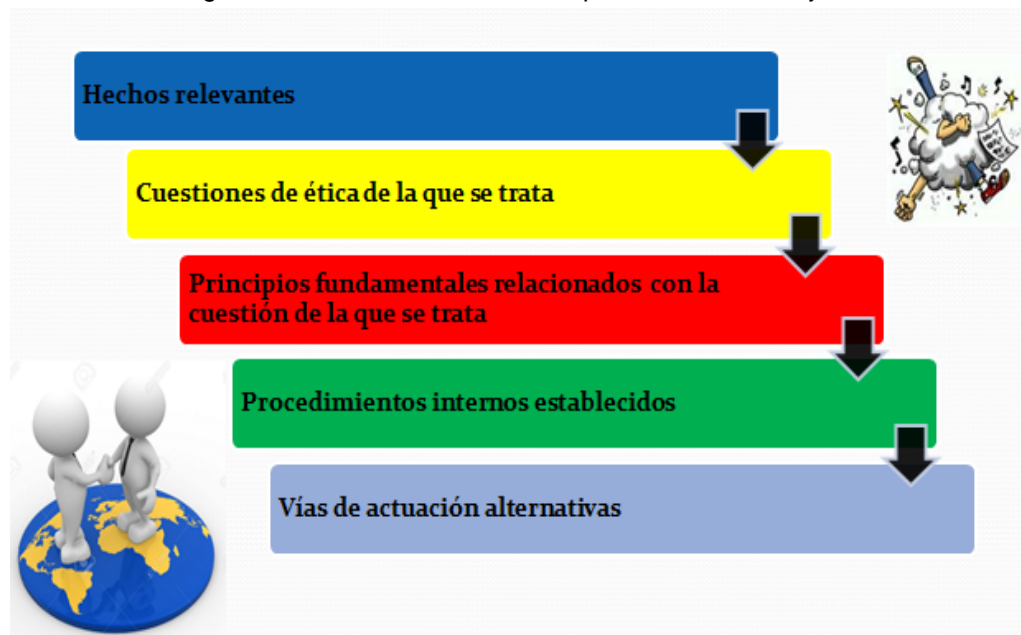 Hechos relevantes
Cuestiones de ética de la que se trata
Principios fundamentales relacionados con la
cuestión de la que se trata
Procedimientos internos establecidos
Vías de actuación alternativas